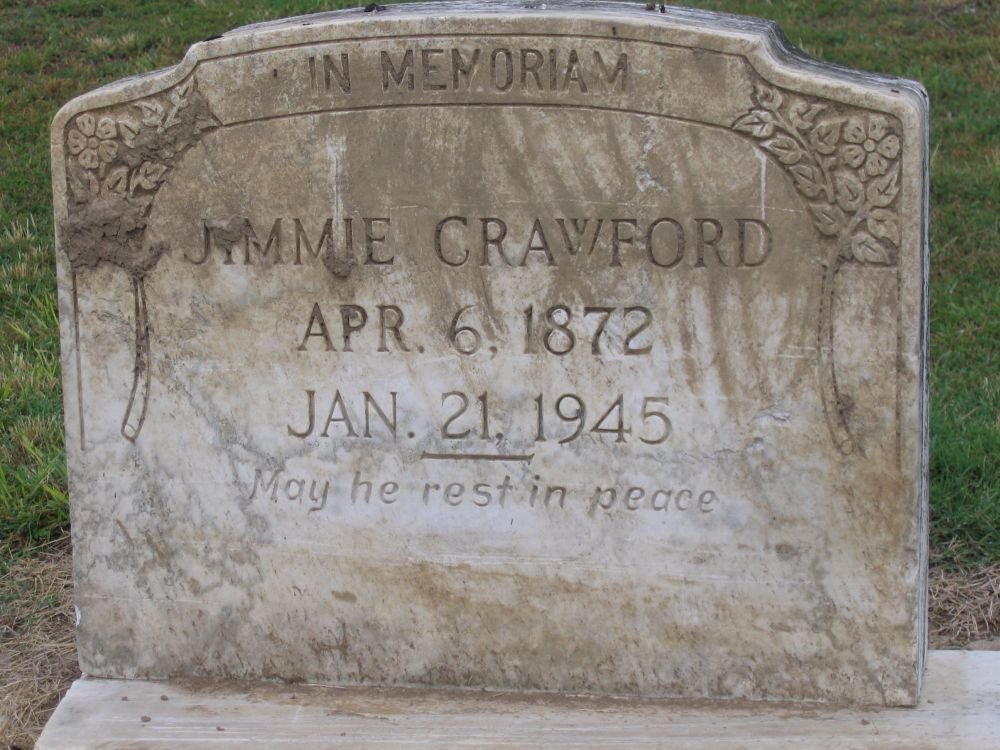 IN MEMORIAM
JIMMIE CRAWFORD
APR. 6, 1872
JAN. 21, 1945
May he rest in peace